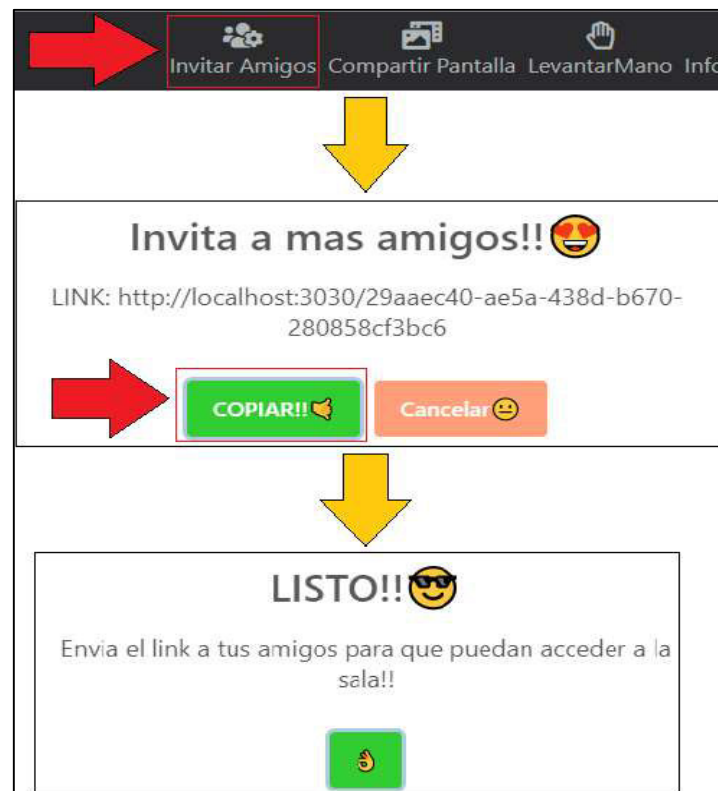 Invitar Amigos Compartir Pantalla LevantarMano Info
Invita a mas amigos!!😍
LINK: http://localhost:3030/29aaec40-ae5a-438d-b670-
280858cf3bc6
COPIAR!!🤙 Cancelar😐
LISTO!!😎
Envia el link a tus amigos para que puedan acceder a la
sala!!
👌